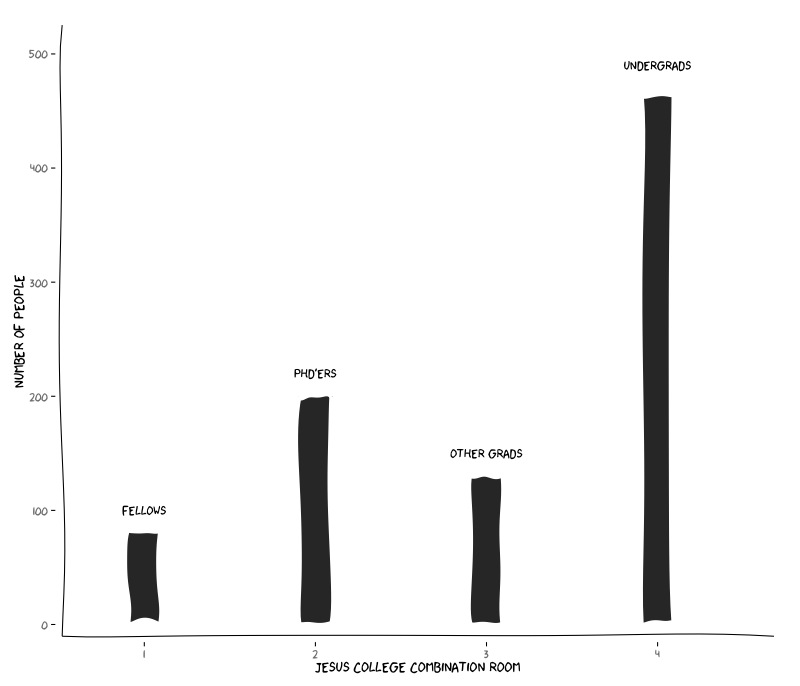 500
UNDERGRADS
400
300
NUMBER OF PEOPLE
PHD'ERS
200
OTHER GRADS
FELLOWS
100
0
1 2 3 4
JESUS COLLEGE COMBINATION ROOM